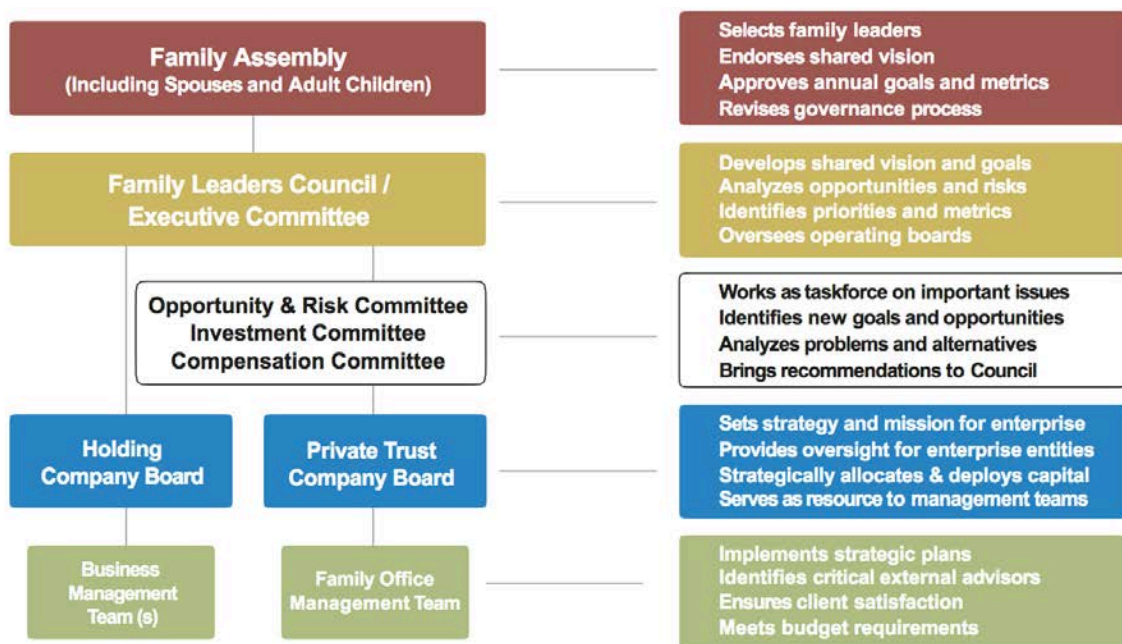 Family Assembly
(Including Spouses and Adult Children)
Selects family leaders
Endorses shared vision
Approves annual goals and metrics
Revises governance process
Family Leaders Council /
Executive Committee
Develops shared vision and goals
Analyzes opportunities and risks
Identifies priorities and metrics
Oversees operating boards
Opportunity & Risk Committee
Investment Committee
Compensation Committee
Works as taskforce on important issues
Identifies new goals and opportunities
Analyzes problems and alternatives
Brings recommendations to Council
Holding
Company Board
Private Trust
Company Board
Sets strategy and mission for enterprise
Provides oversight for enterprise entities
Strategically allocates & deploys capital
Serves as resource to management teams
Business
Management
Team (s)
Family Office
Management Team
Implements strategic plans
Identifies critical external advisors
Ensures client satisfaction
Meets budget requirements